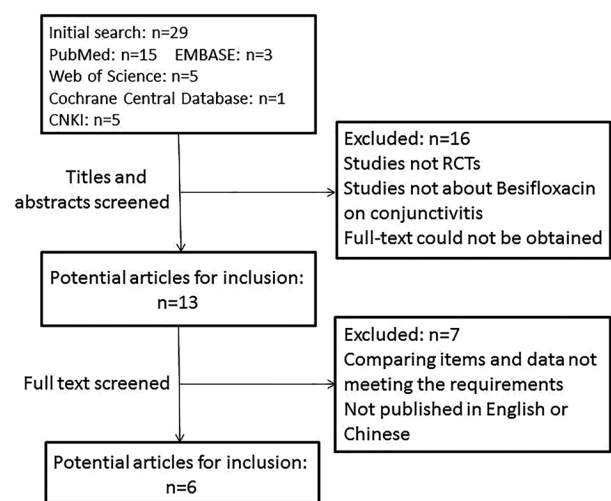 Initial search: n=29
PubMed: n=15 EMBASE: n=3
Web of Science: n=5
Cochrane Central Database: n=1
CNKI: n=5
Titles and
abstracts screened
Excluded: n=16
Studies not RCTs
Studies not about Besifloxacin
on conjunctivitis
Full-text could not be obtained
Potential articles for inclusion:
n=13
Full text screened
Excluded: n=7
Comparing items and data not
meeting the requirements
Not published in English or
Chinese
Potential articles for inclusion:
n=6